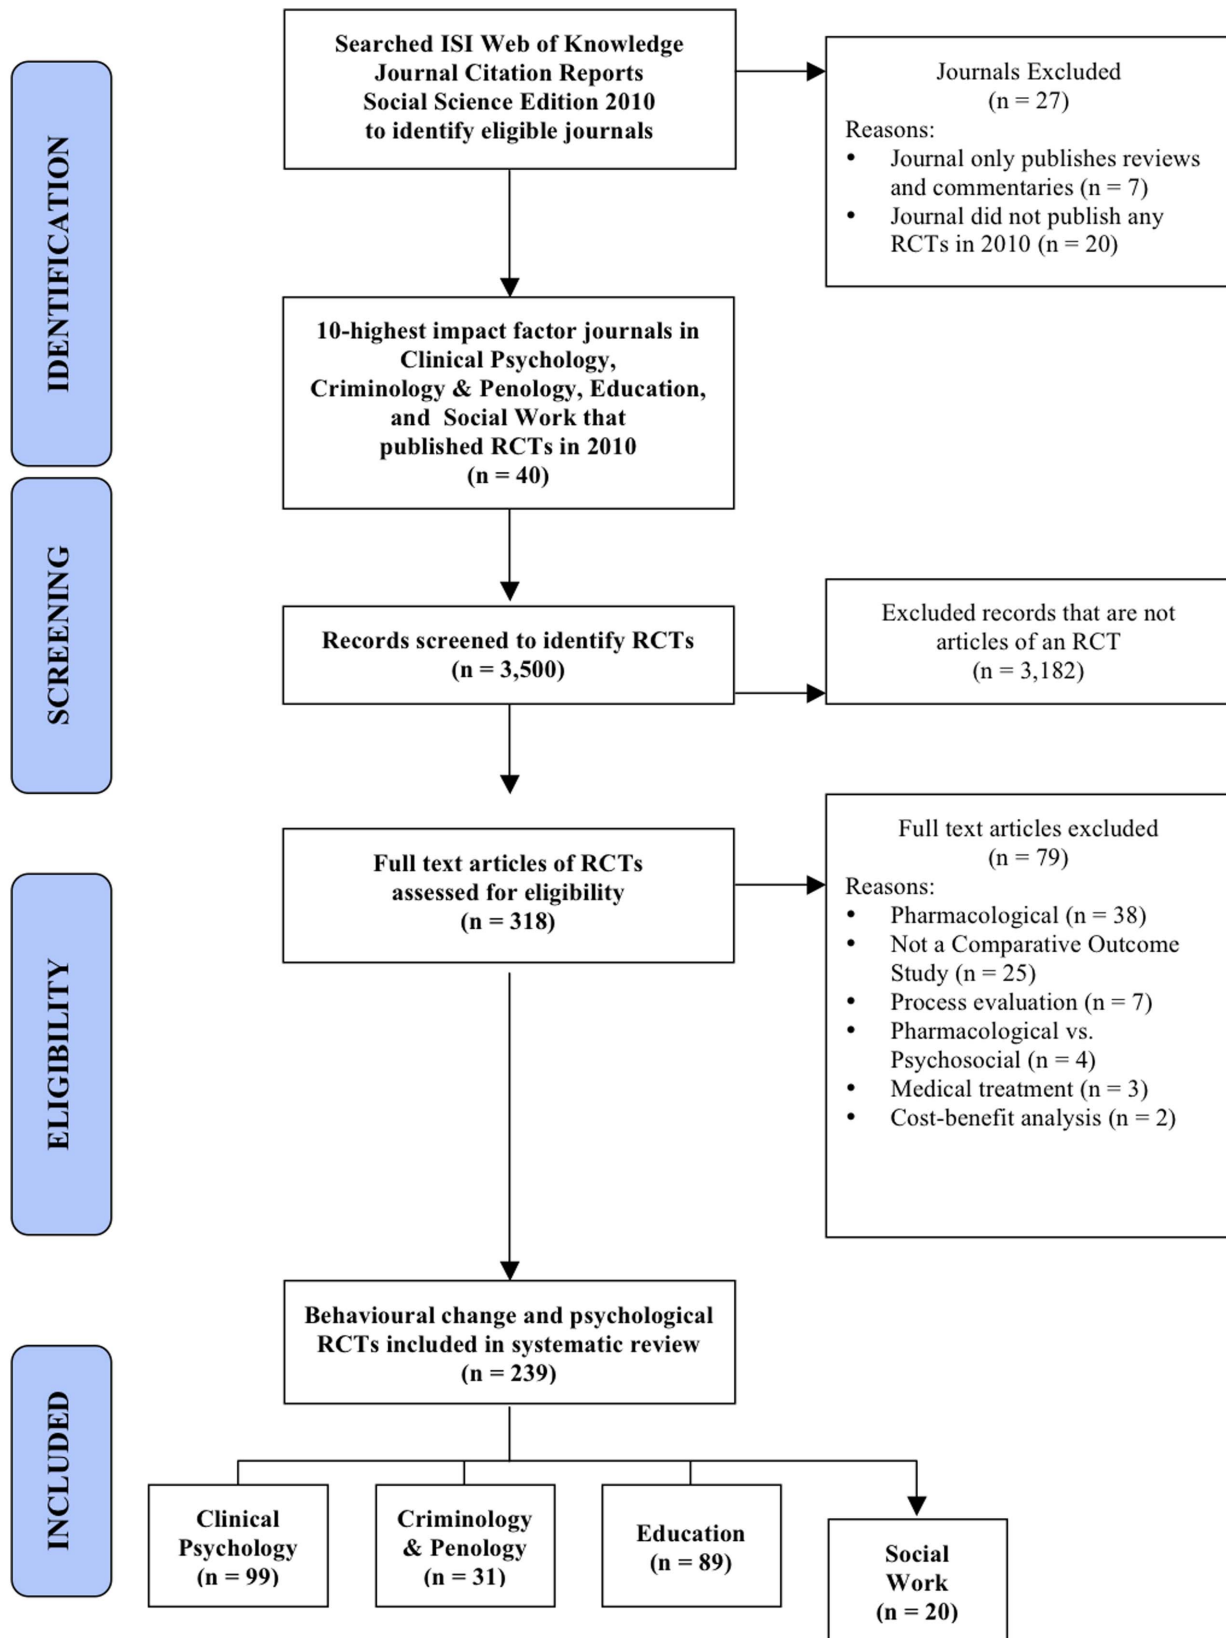 IDENTIFICATION
Searched ISI Web of Knowledge
Journal Citation Reports
Social Science Edition 2010
to identify eligible journals
Journals Excluded
(n = 27)
Reasons:
• Journal only publishes reviews
and commentaries (n = 7)
• Journal did not publish any
RCTs in 2010 (n = 20)
10-highest impact factor journals in
Clinical Psychology,
Criminology & Penology, Education,
and Social Work that
published RCTs in 2010
(n = 40)
SCREENING
Records screened to identify RCTs
(n = 3,500)
Excluded records that are not
articles of an RCT
(n = 3,182)
ELIGIBILITY
Full text articles of RCTs
assessed for eligibility
(n = 318)
Full text articles excluded
(n = 79)
Reasons:
• Pharmacological (n = 38)
• Not a Comparative Outcome
Study (n = 25)
• Process evaluation (n = 7)
• Pharmacological vs.
Psychosocial (n = 4)
• Medical treatment (n = 3)
• Cost-benefit analysis (n = 2)
INCLUDED
Behavioural change and psychological
RCTs included in systematic review
(n = 239)
Clinical
Psychology
(n = 99)
Criminology
& Penology
(n = 31)
Education
(n = 89)
Social
Work
(n = 20)